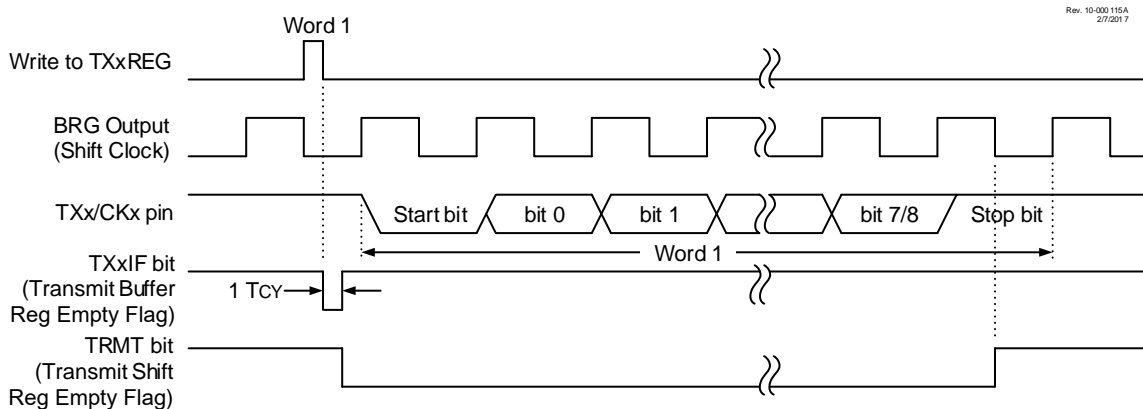 Rev. 10-000 115A
2/7/201 7
Word 1
Write to TXxREG
BRG Output
(Shift Clock)
TXx/CKx pin
Start bit
bit 0
bit 1
bit 7/8
Stop bit
Word 1
TXxIF bit
(Transmit Buffer
Reg Empty Flag)
1 TCY
TRMT bit
(Transmit Shift
Reg Empty Flag)